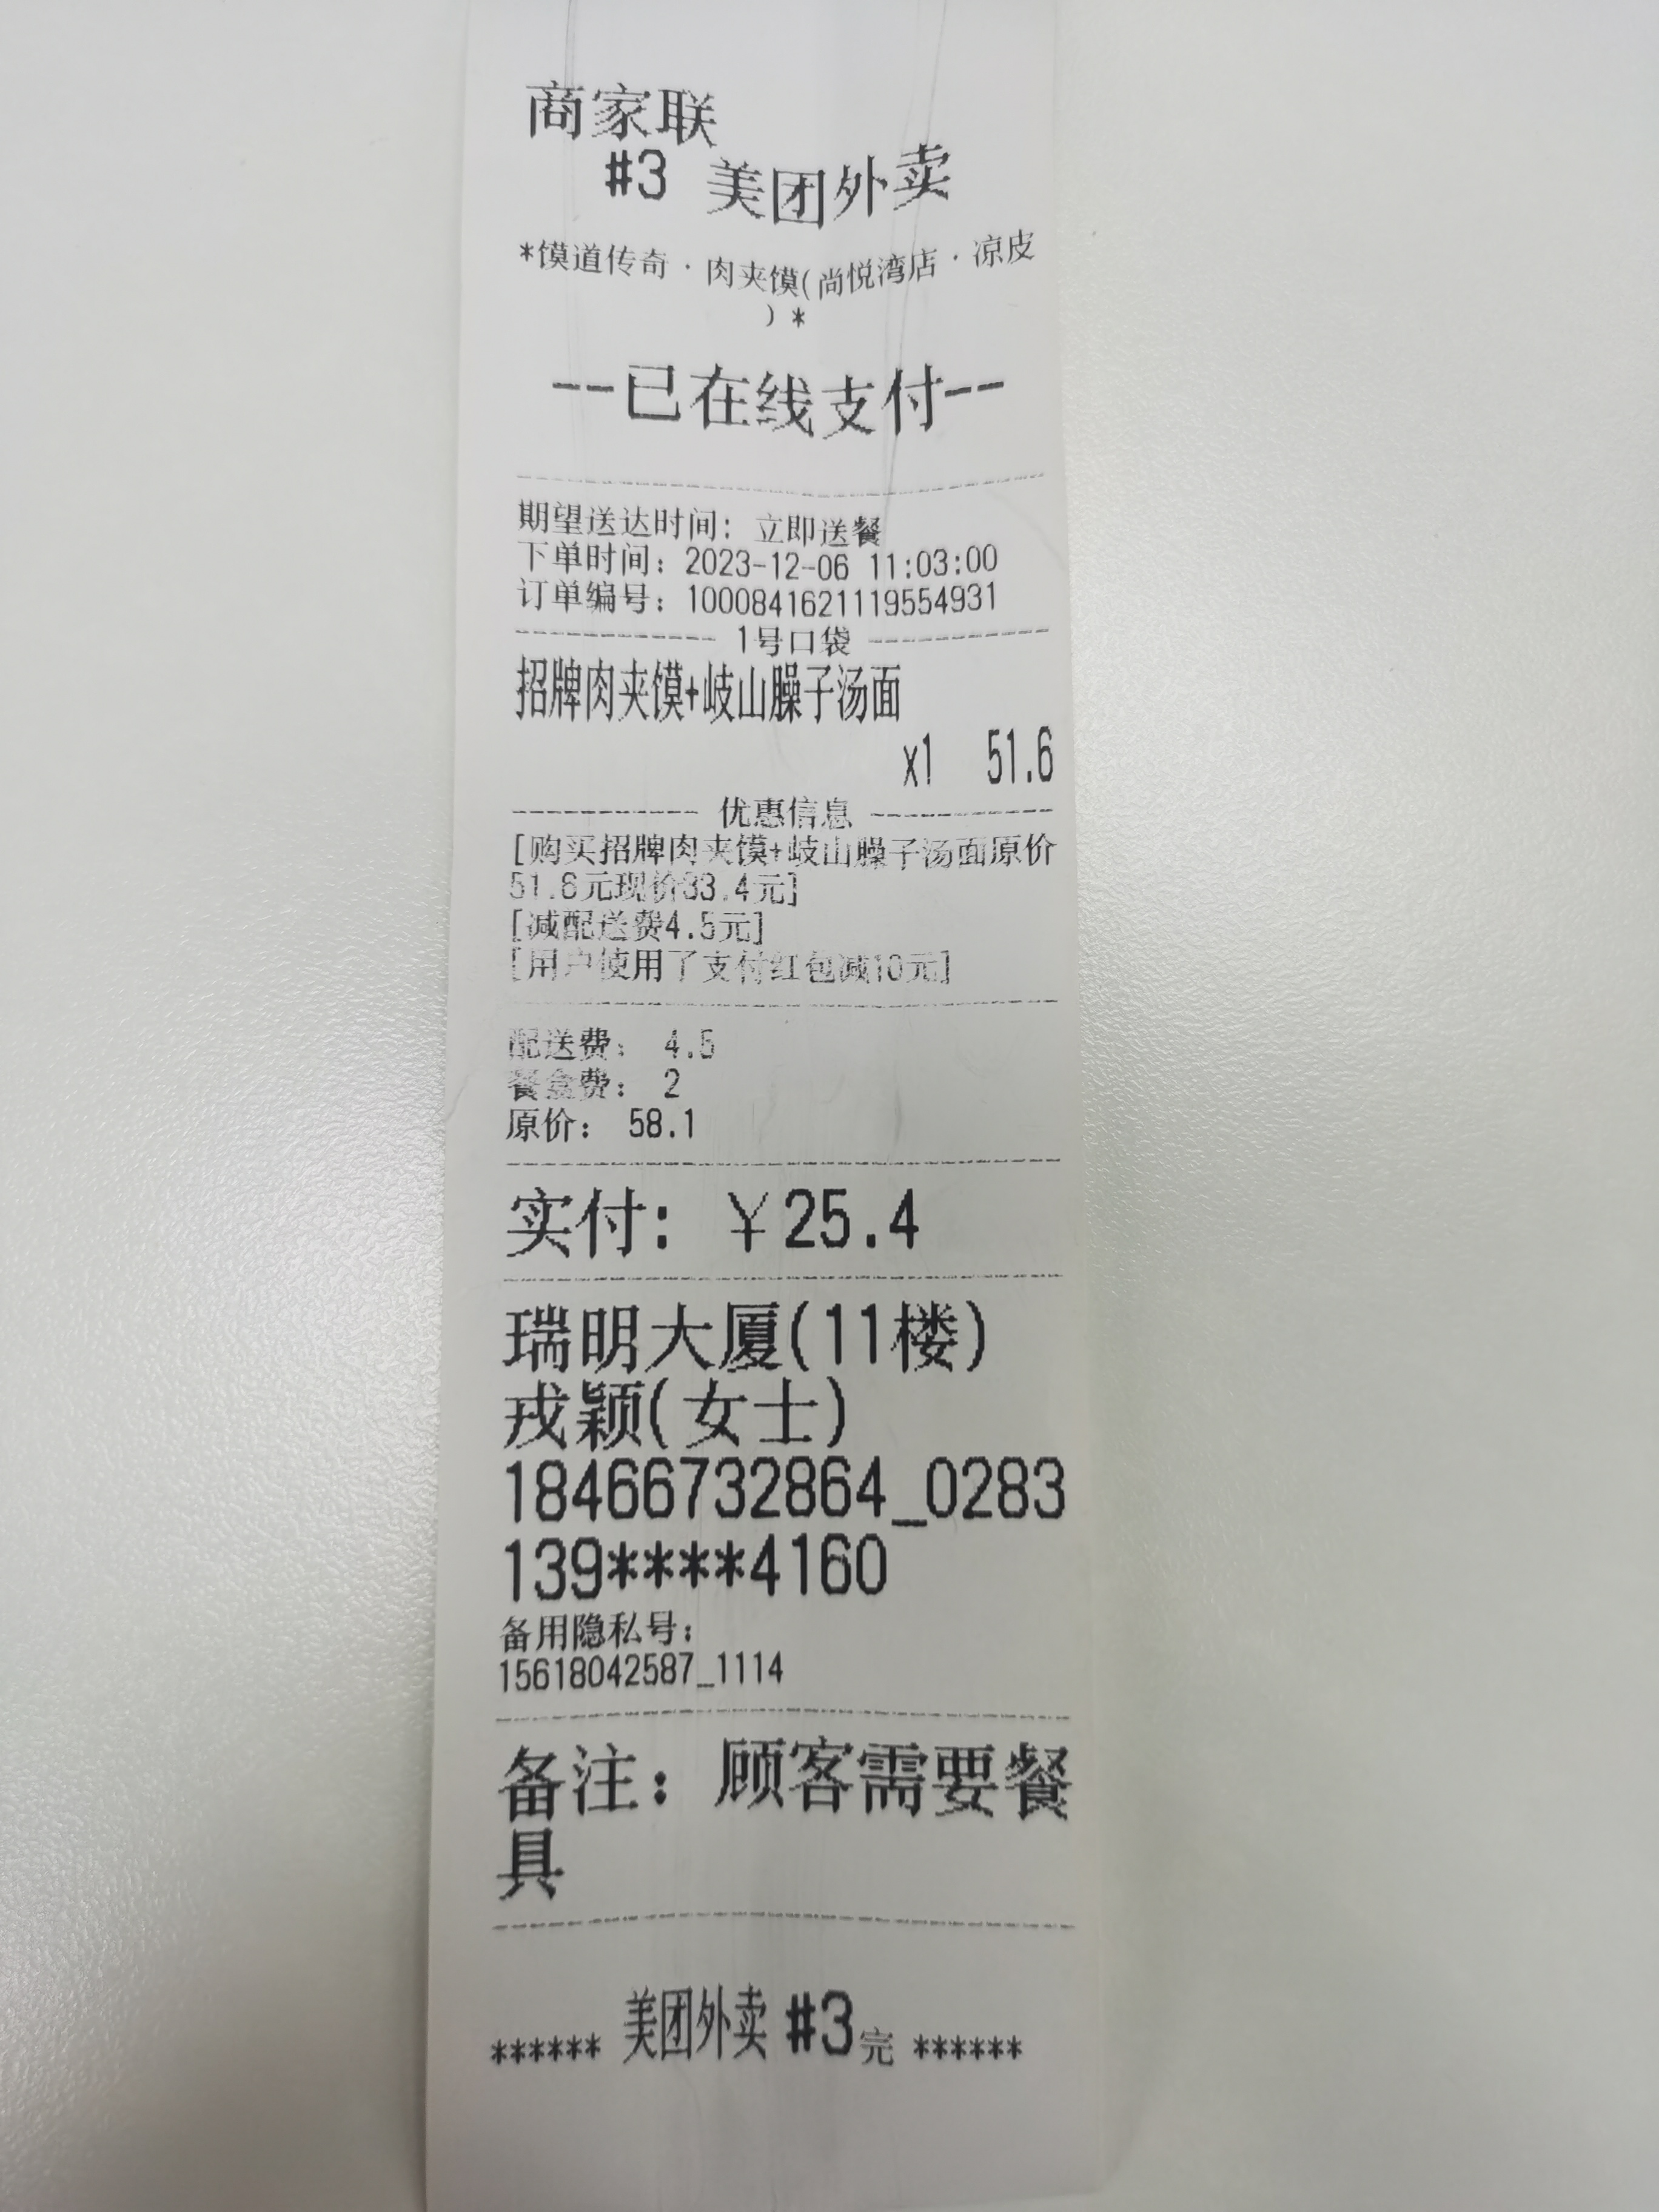 商家联
#3 美团外卖
*馍道传奇·肉夹馍(尚悦湾店·凉皮
)*
--已在线支付--
期望送达时间: 立即送餐
下单时间: 2023-12-06 11:03:00
订单编号: 1000841621119554931
------------ 1号口袋 ------------
招牌肉夹馍+岐山臊子汤面
x1 51.6
------------ 优惠信息 ------------
[购买招牌肉夹馍+岐山臊子汤面原价
51.6元现价33.4元]
[减配送费4.5元]
[用户使用了支付红包减10元]
配送费: 4.5
餐盒费: 2
原价: 58.1
实付: ￥25.4
瑞明大厦(11楼)
戎颖(女士)
18466732864_0283
139****4160
备用隐私号:
15618042587_1114
备注: 顾客需要餐
具
****** 美团外卖 #3完 ******